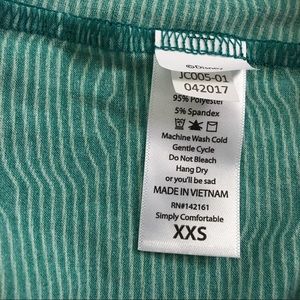 ©Disney
JC005-01
042017
95% Polyester
5% Spandex
Machine Wash Cold
Gentle Cycle
Do Not Bleach
Hang Dry
or you'll be sad
MADE IN VIETNAM
RN#142161
Simply Comfortable
XXS